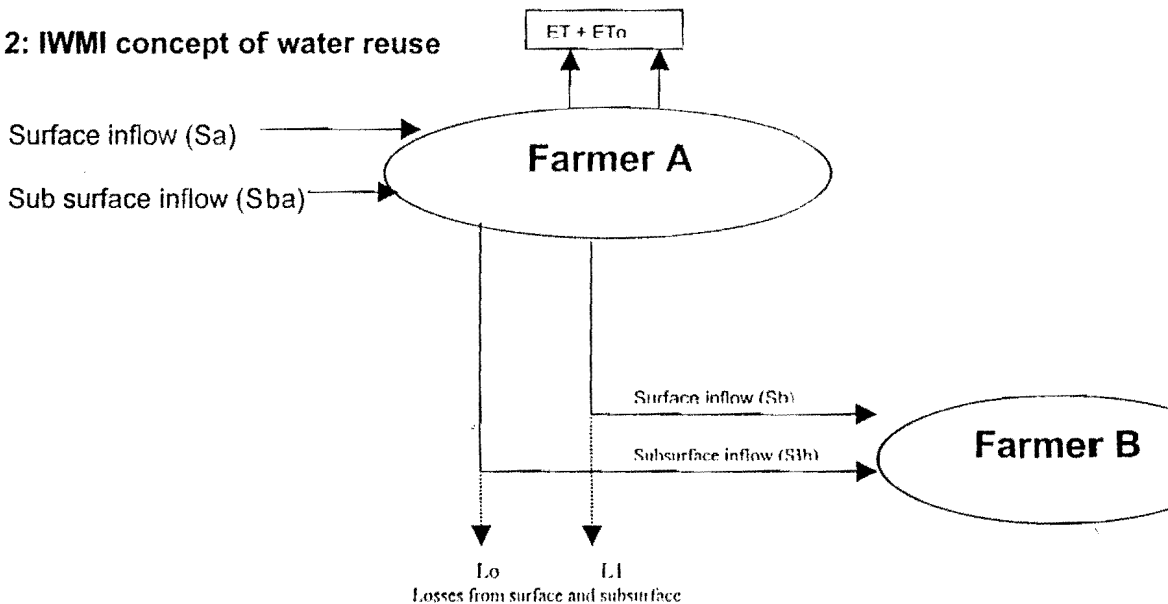 2: IWMI concept of water reuse
ET + ETo
Surface inflow (Sa)
Farmer A
Sub surface inflow (Sba)
Surface inflow (Sb)
Farmer B
Subsurface inflow
Lo L1
Losses from surface and subsurface